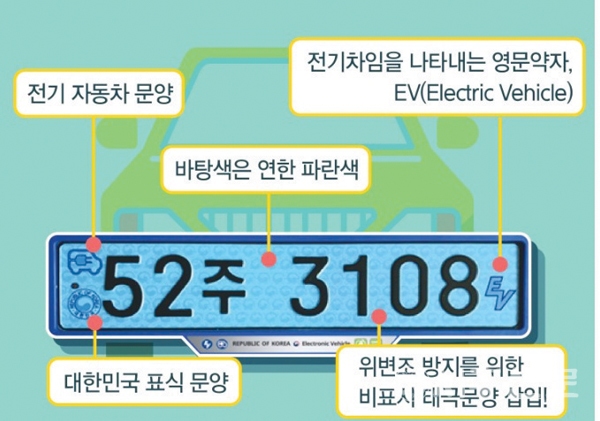 전기차임을 나타내는 영문약자,
EV(Electric Vehicle)
전기 자동차 문양
바탕색은 연한 파란색
52주 3108
EV
REPUBLIC OF KOREA Electronic Vehicle
대한민국 표식 문양
위변조 방지를 위한
비표시 태극문양 삽입!